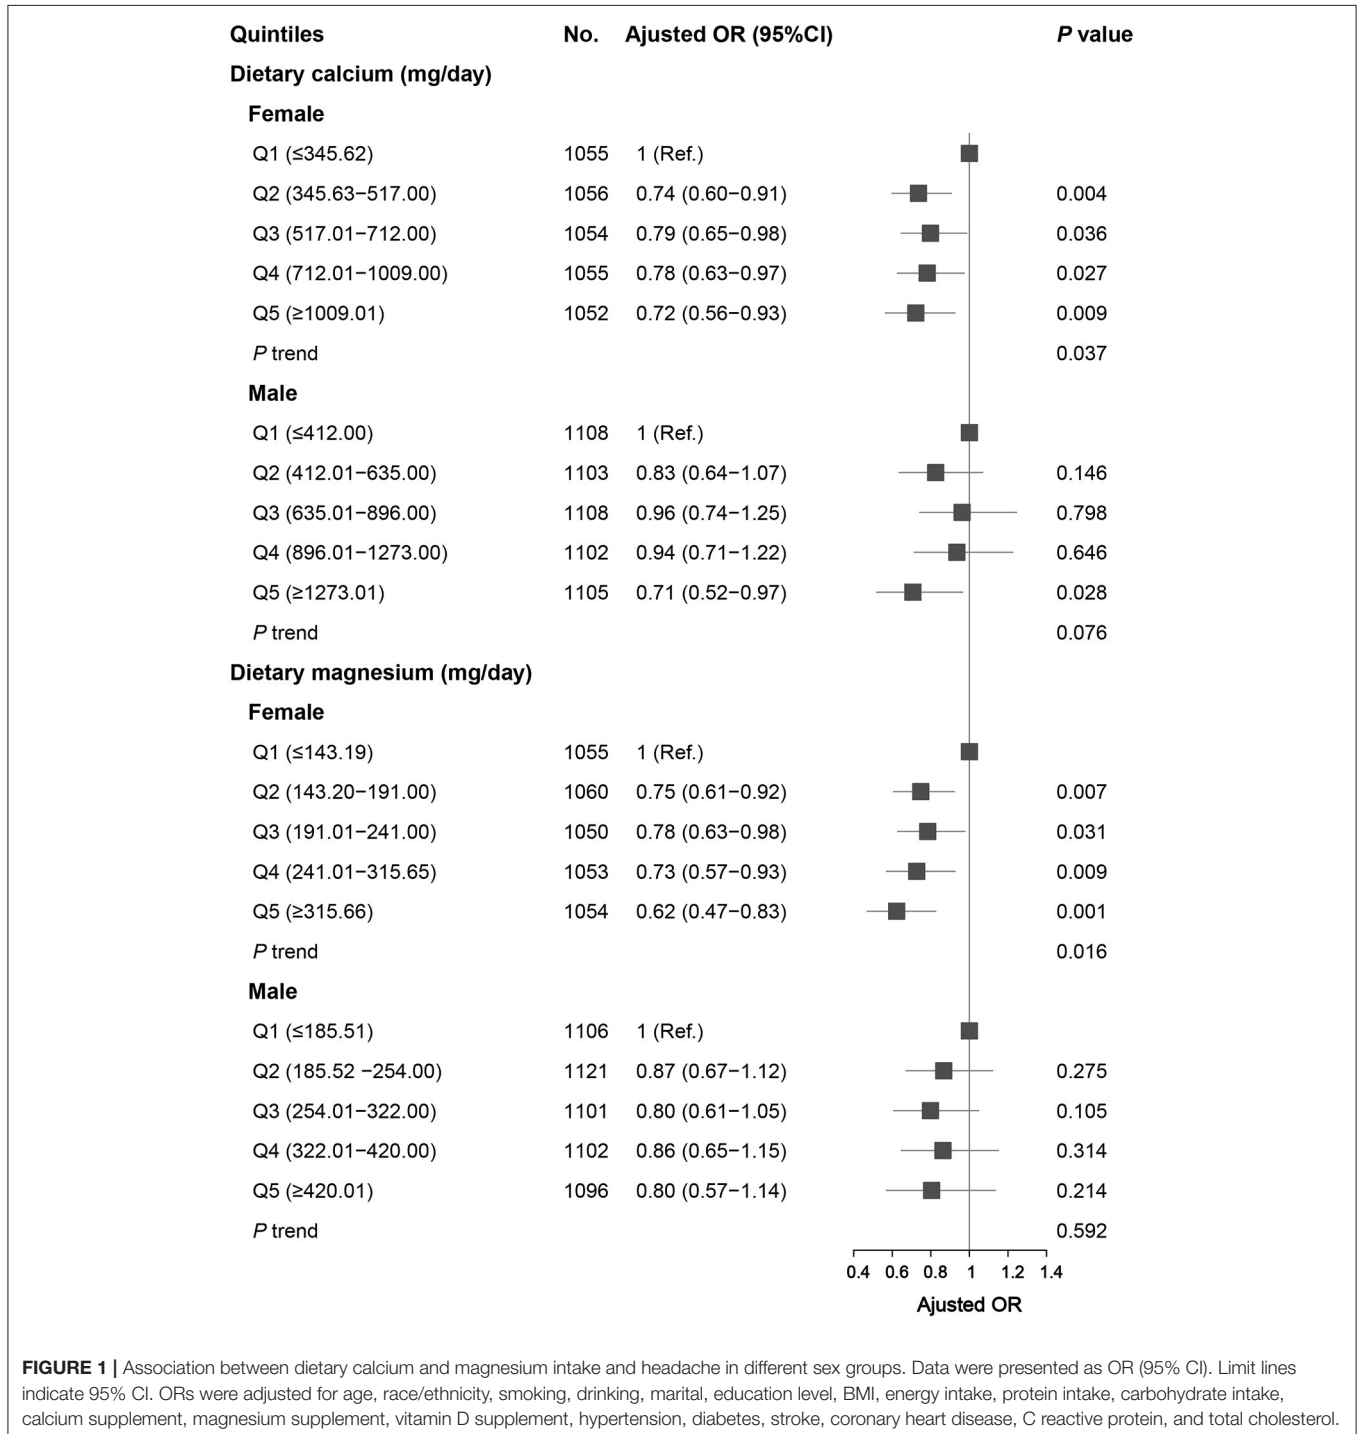 Quintiles No. Ajusted OR (95%CI) P value
Dietary calcium (mg/day)
Female
Q1 (≤345.62) 1055 1 (Ref.)
Q2 (345.63−517.00) 1056 0.74 (0.60−0.91) 0.004
Q3 (517.01−712.00) 1054 0.79 (0.65−0.98) 0.036
Q4 (712.01−1009.00) 1055 0.78 (0.63−0.97) 0.027
Q5 (≥1009.01) 1052 0.72 (0.56−0.93) 0.009
P trend 0.037
Male
Q1 (≤412.00) 1108 1 (Ref.)
Q2 (412.01−635.00) 1103 0.83 (0.64−1.07) 0.146
Q3 (635.01−896.00) 1108 0.96 (0.74−1.25) 0.798
Q4 (896.01−1273.00) 1102 0.94 (0.71−1.22) 0.646
Q5 (≥1273.01) 1105 0.71 (0.52−0.97) 0.028
P trend 0.076
Dietary magnesium (mg/day)
Female
Q1 (≤143.19) 1055 1 (Ref.)
Q2 (143.20−191.00) 1060 0.75 (0.61−0.92) 0.007
Q3 (191.01−241.00) 1050 0.78 (0.63−0.98) 0.031
Q4 (241.01−315.65) 1053 0.73 (0.57−0.93) 0.009
Q5 (≥315.66) 1054 0.62 (0.47−0.83) 0.001
P trend 0.016
Male
Q1 (≤185.51) 1106 1 (Ref.)
Q2 (185.52 −254.00) 1121 0.87 (0.67−1.12) 0.275
Q3 (254.01−322.00) 1101 0.80 (0.61−1.05) 0.105
Q4 (322.01−420.00) 1102 0.86 (0.65−1.15) 0.314
Q5 (≥420.01) 1096 0.80 (0.57−1.14) 0.214
P trend 0.592
0.4 0.6 0.8 1 1.2 1.4
Ajusted OR
FIGURE 1 | Association between dietary calcium and magnesium intake and headache in different sex groups. Data were presented as OR (95% CI). Limit lines
indicate 95% CI. ORs were adjusted for age, race/ethnicity, smoking, drinking, marital, education level, BMI, energy intake, protein intake, carbohydrate intake,
calcium supplement, magnesium supplement, vitamin D supplement, hypertension, diabetes, stroke, coronary heart disease, C reactive protein, and total cholesterol.